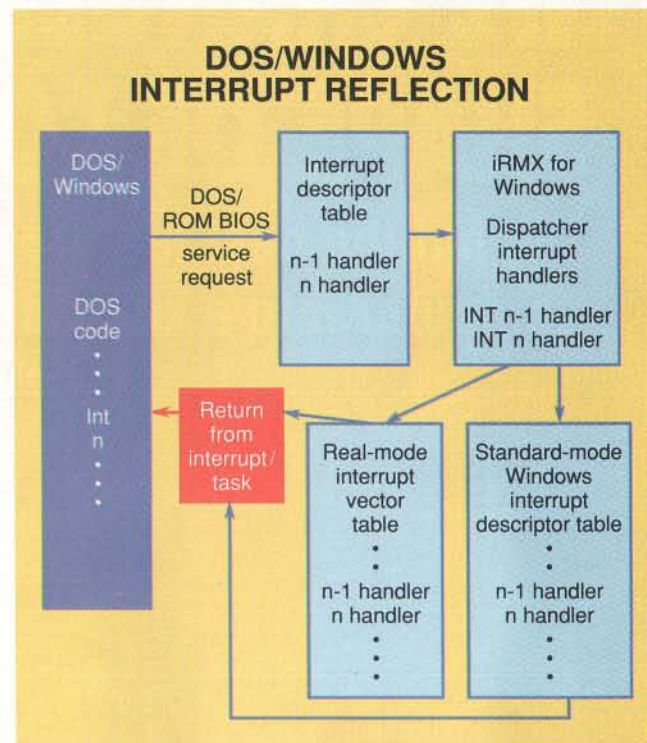 DOS/WINDOWS
INTERRUPT REFLECTION
DOS/
Windows
DOS
code
•
•
•
•
Int
n
•
•
•
•
DOS/
ROM BIOS
service
request
Interrupt
descriptor
table
n-1 handler
n handler
iRMX for
Windows
Dispatcher
interrupt
handlers
INT n-1 handler
INT n handler
Return
from
interrupt/
task
Real-mode
interrupt
vector
table
•
•
n-1 handler
n handler
•
•
•
Standard-mode
Windows
interrupt
descriptor table
•
•
n-1 handler
n handler
•
•
•